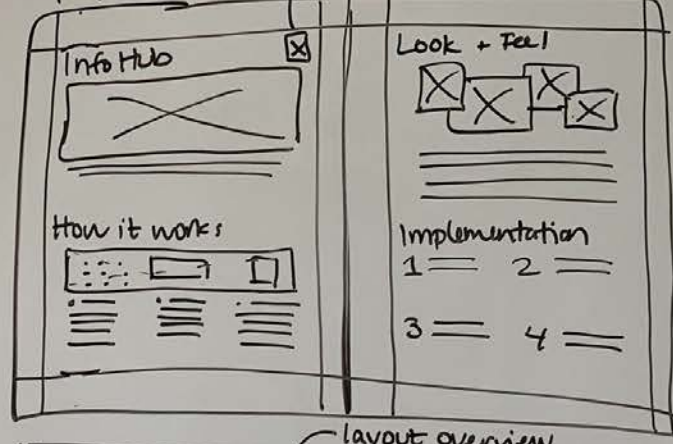 Info Hub
How it works
Look + Feel
Implementation
1 2
3 4
layout overview